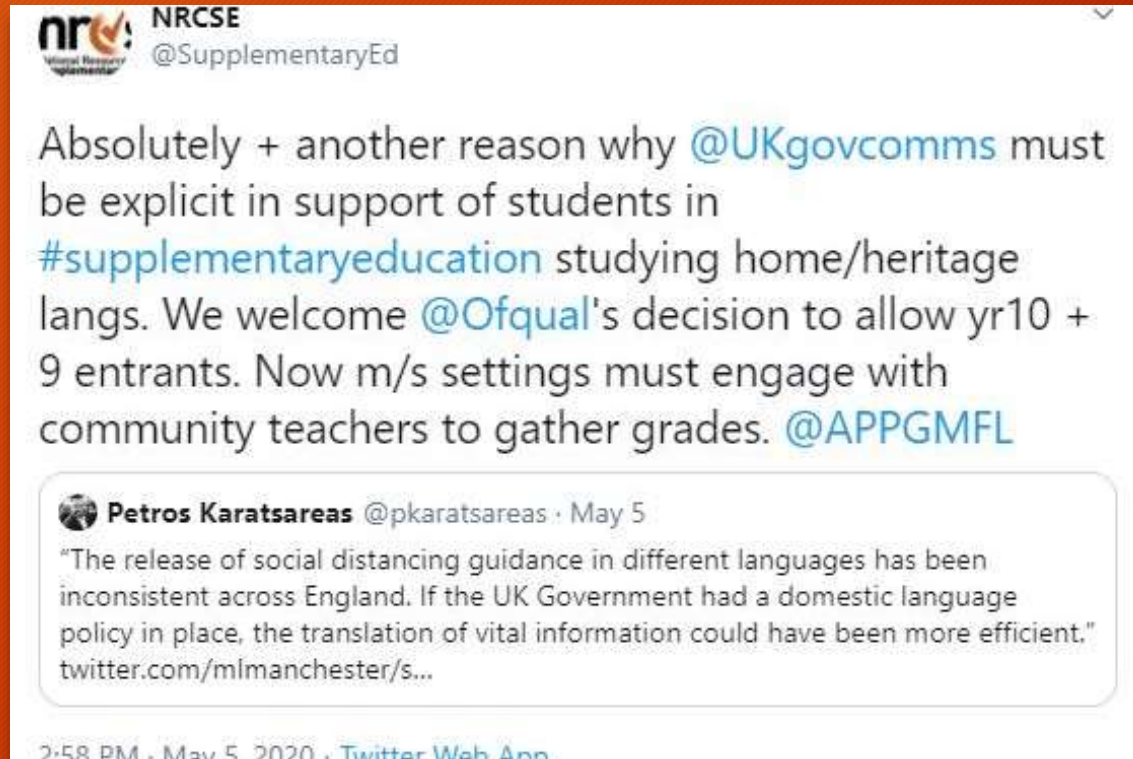 NRCSE
@SupplementaryEd
Absolutely + another reason why @UKgovcomms must
be explicit in support of students in
#supplementaryeducation studying home/heritage
langs. We welcome @Ofqual's decision to allow yr10 +
9 entrants. Now m/s settings must engage with
community teachers to gather grades. @APPGMFL
Petros Karatsareas @pkaratsareas · May 5
"The release of social distancing guidance in different languages has been
inconsistent across England. If the UK Government had a domestic language
policy in place, the translation of vital information could have been more efficient."
twitter.com/mlmanchester/s...
2:58 PM · May 5, 2020 · Twitter Web App